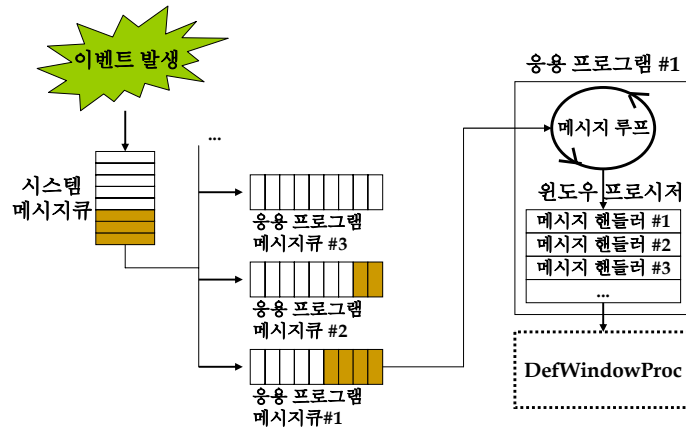 이벤트 발생
시스템
메시지큐
...
응용 프로그램
메시지큐 #3
응용 프로그램
메시지큐 #2
응용 프로그램
메시지큐#1
응용 프로그램 #1
메시지 루프
윈도우 프로시저
메시지 핸들러 #1
메시지 핸들러 #2
메시지 핸들러 #3
...
DefWindowProc